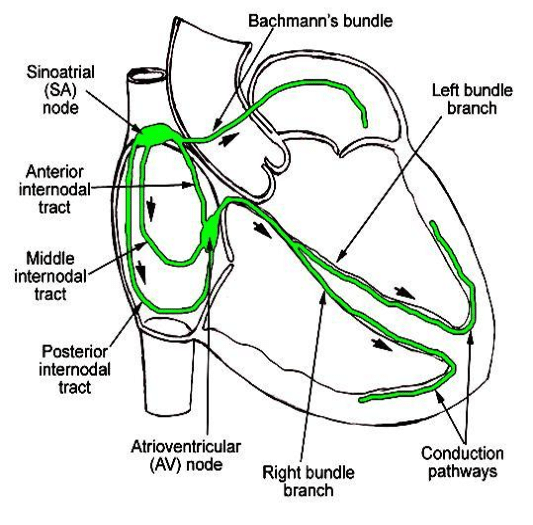 Bachmann's bundle
Sinoatrial
(SA)
node
Left bundle
branch
Anterior
internodal
tract
Middle
internodal
tract
Posterior
internodal
tract
Atrioventricular
(AV) node
Right bundle
branch
Conduction
pathways